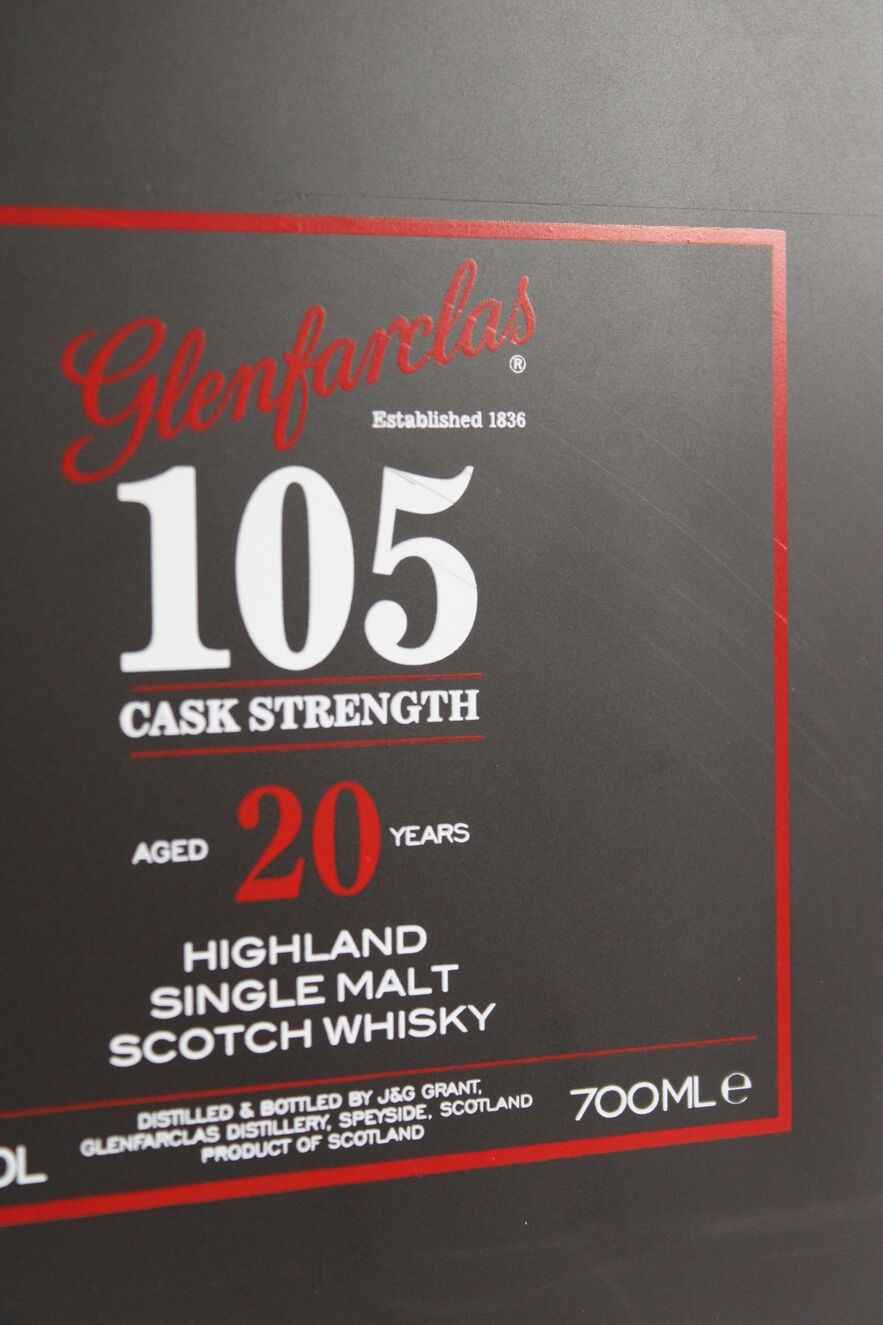 Glenfarclas®
Established 1836
105
CASK STRENGTH
AGED 20 YEARS
HIGHLAND
SINGLE MALT
SCOTCH WHISKY
DISTILLED & BOTTLED BY J&G GRANT,
GLENFARCLAS DISTILLERY, SPEYSIDE, SCOTLAND
PRODUCT OF SCOTLAND
700ML e